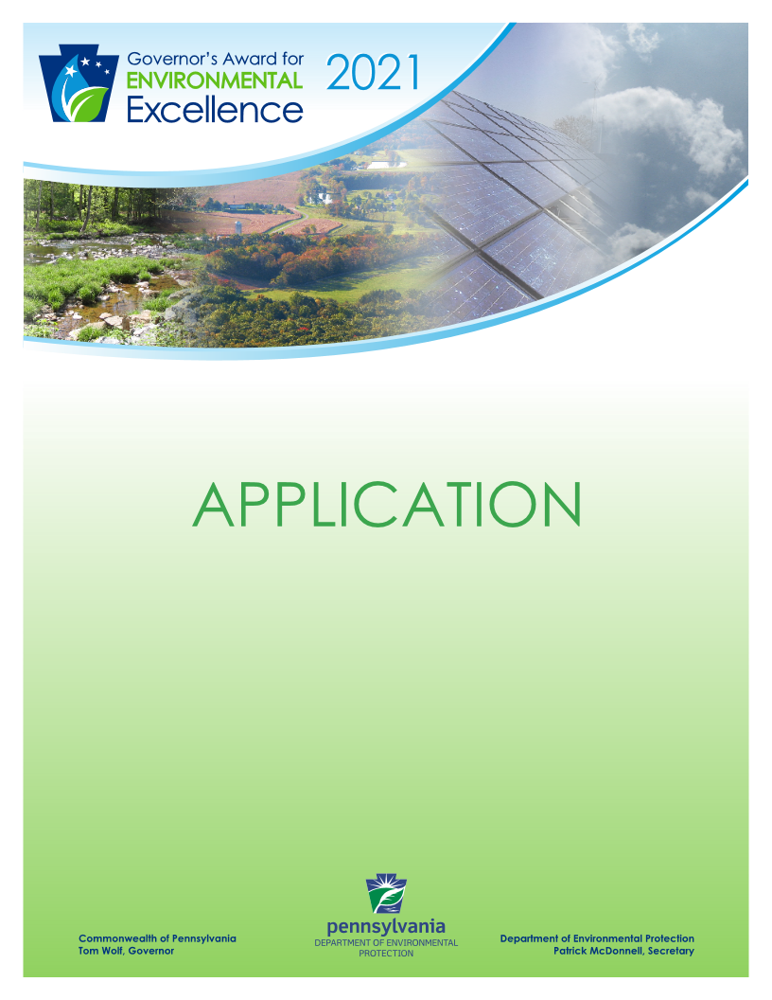 Governor's Award for
ENVIRONMENTAL
Excellence
2021
APPLICATION
pennsylvania
DEPARTMENT OF ENVIRONMENTAL
PROTECTION
Commonwealth of Pennsylvania
Tom Wolf, Governor
Department of Environmental Protection
Patrick McDonnell, Secretary